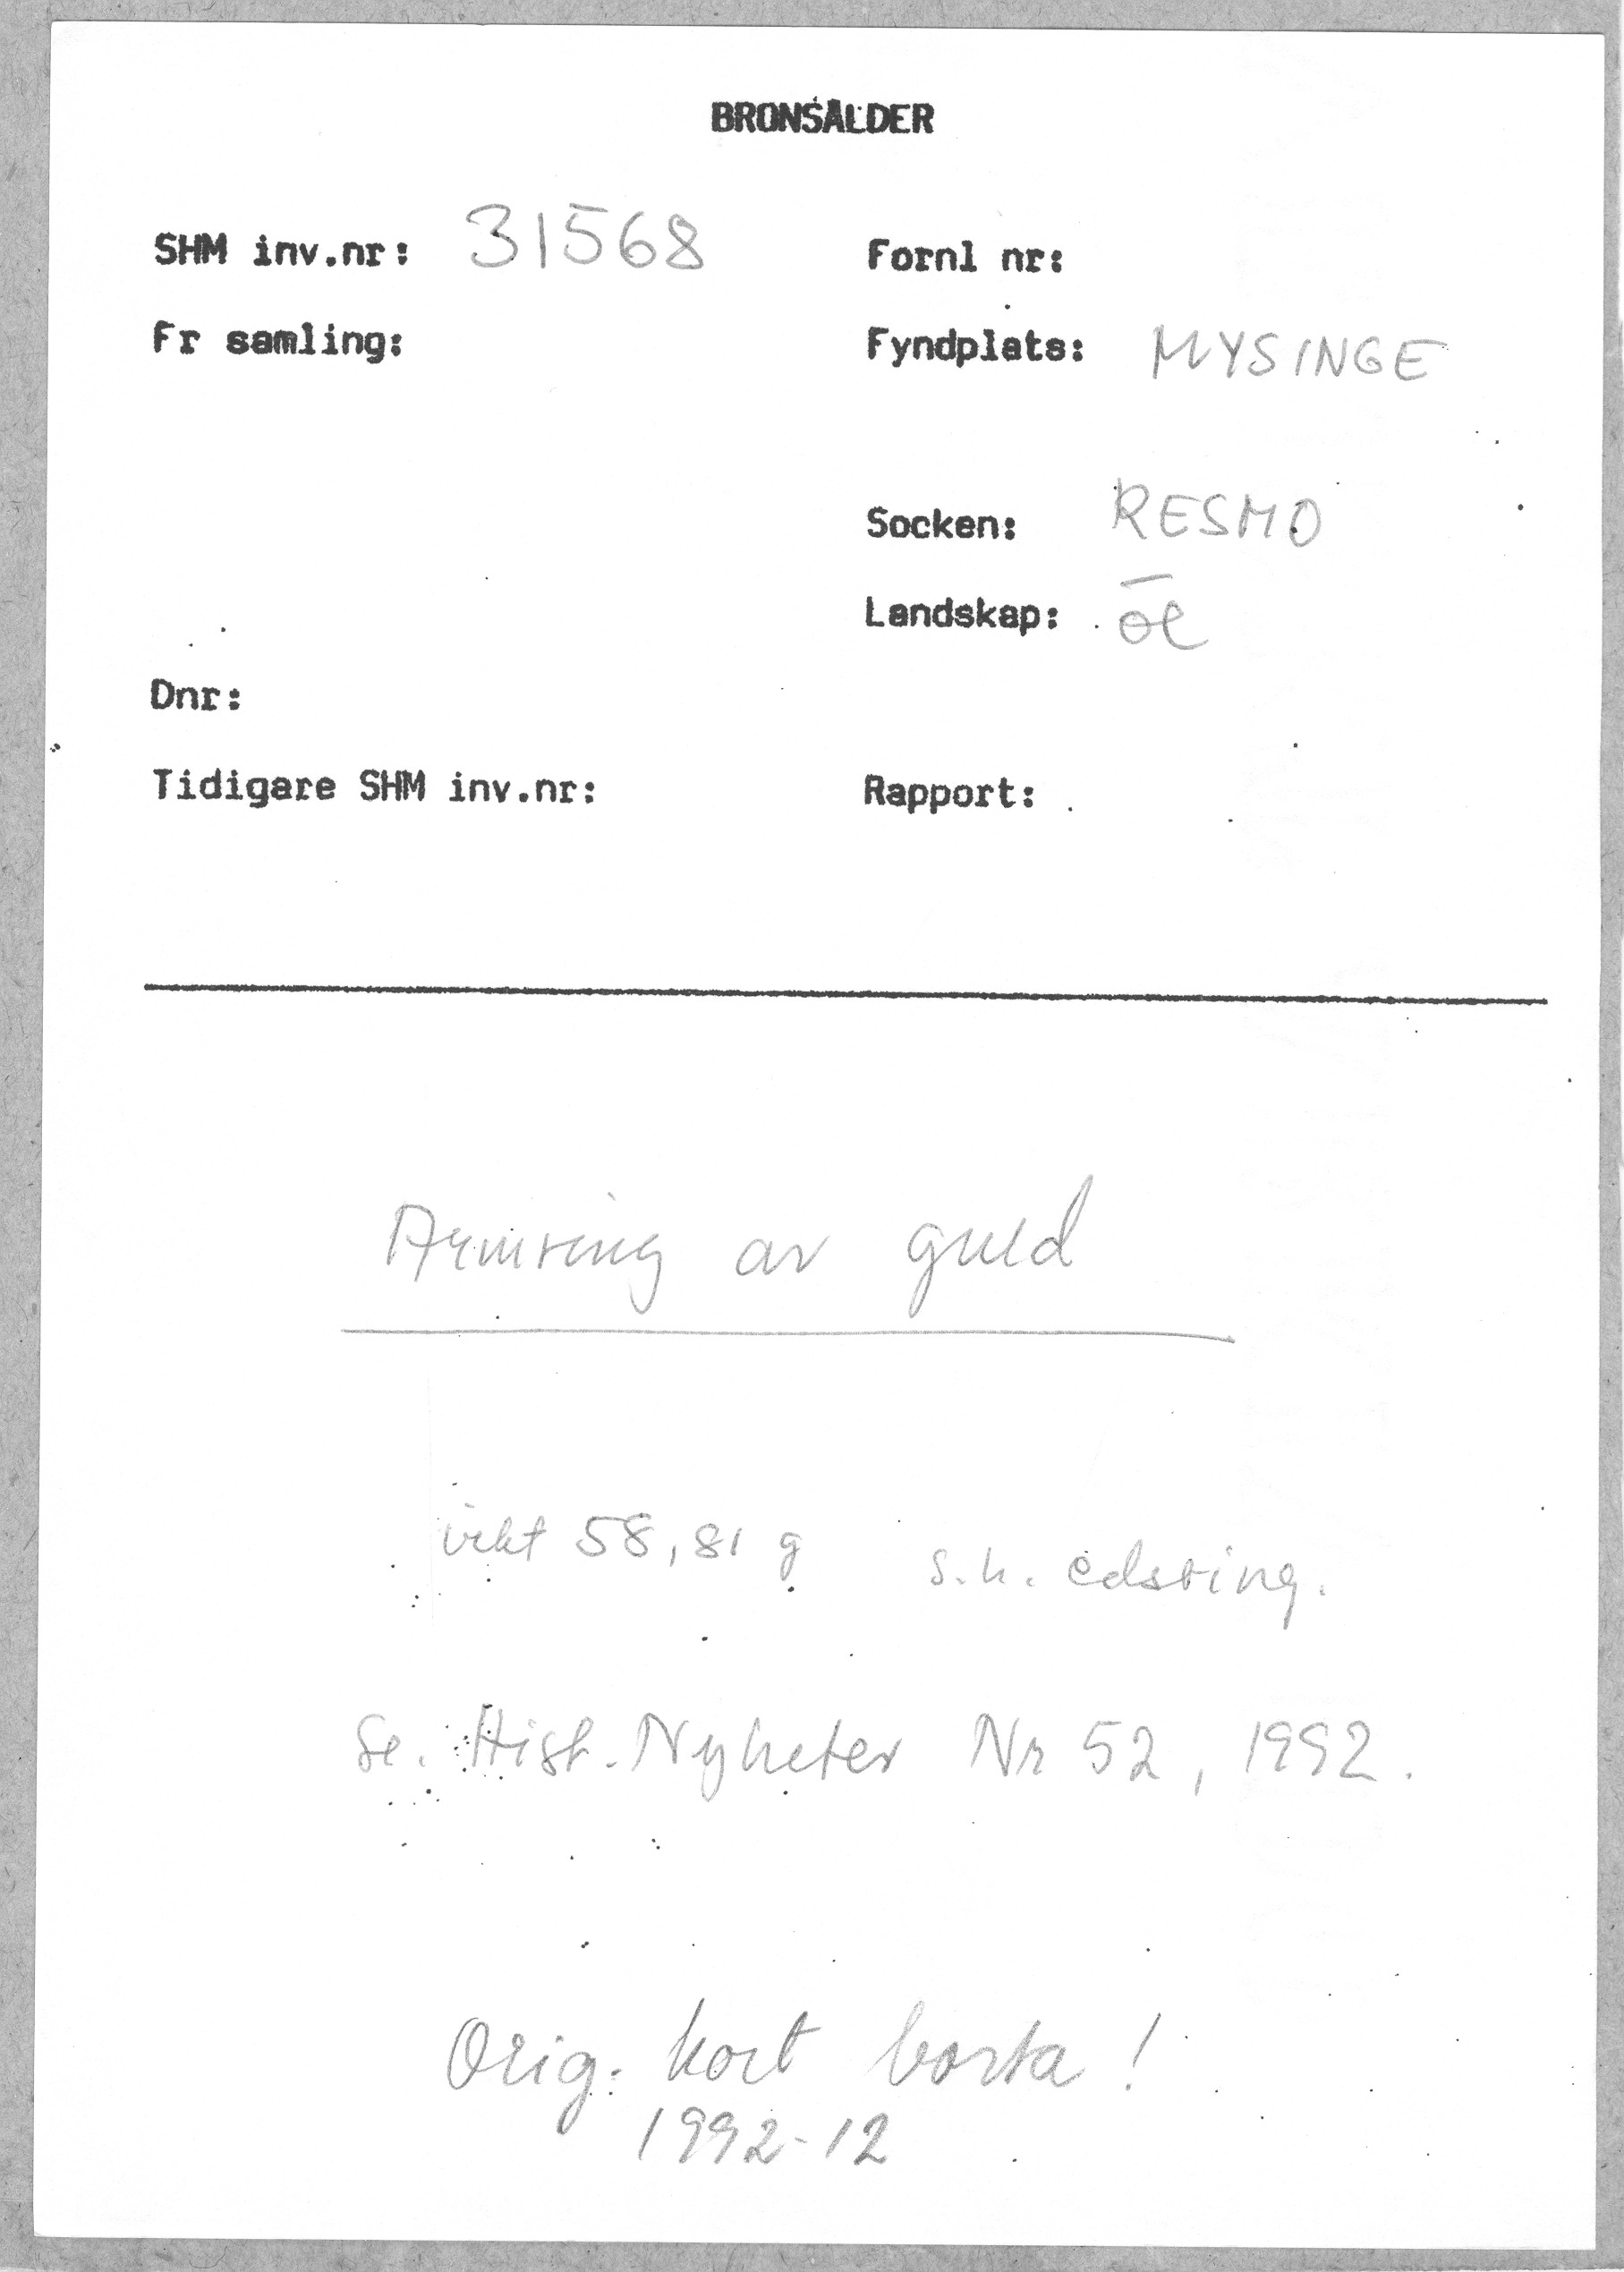 BRONSÅLDER
SHM inv.nr: 31568
Fornl nr:
Fr samling:
Fyndplats: MYSINGE
Socken: RESMO
Landskap: Öl
Dnr:
Tidigare SHM inv.nr:
Rapport:
Armring av guld
vikt 58,81 g s.k. edsring.
Se. Hist. Nyheter Nr 52, 1992.
Orig. kort borta!
1992-12